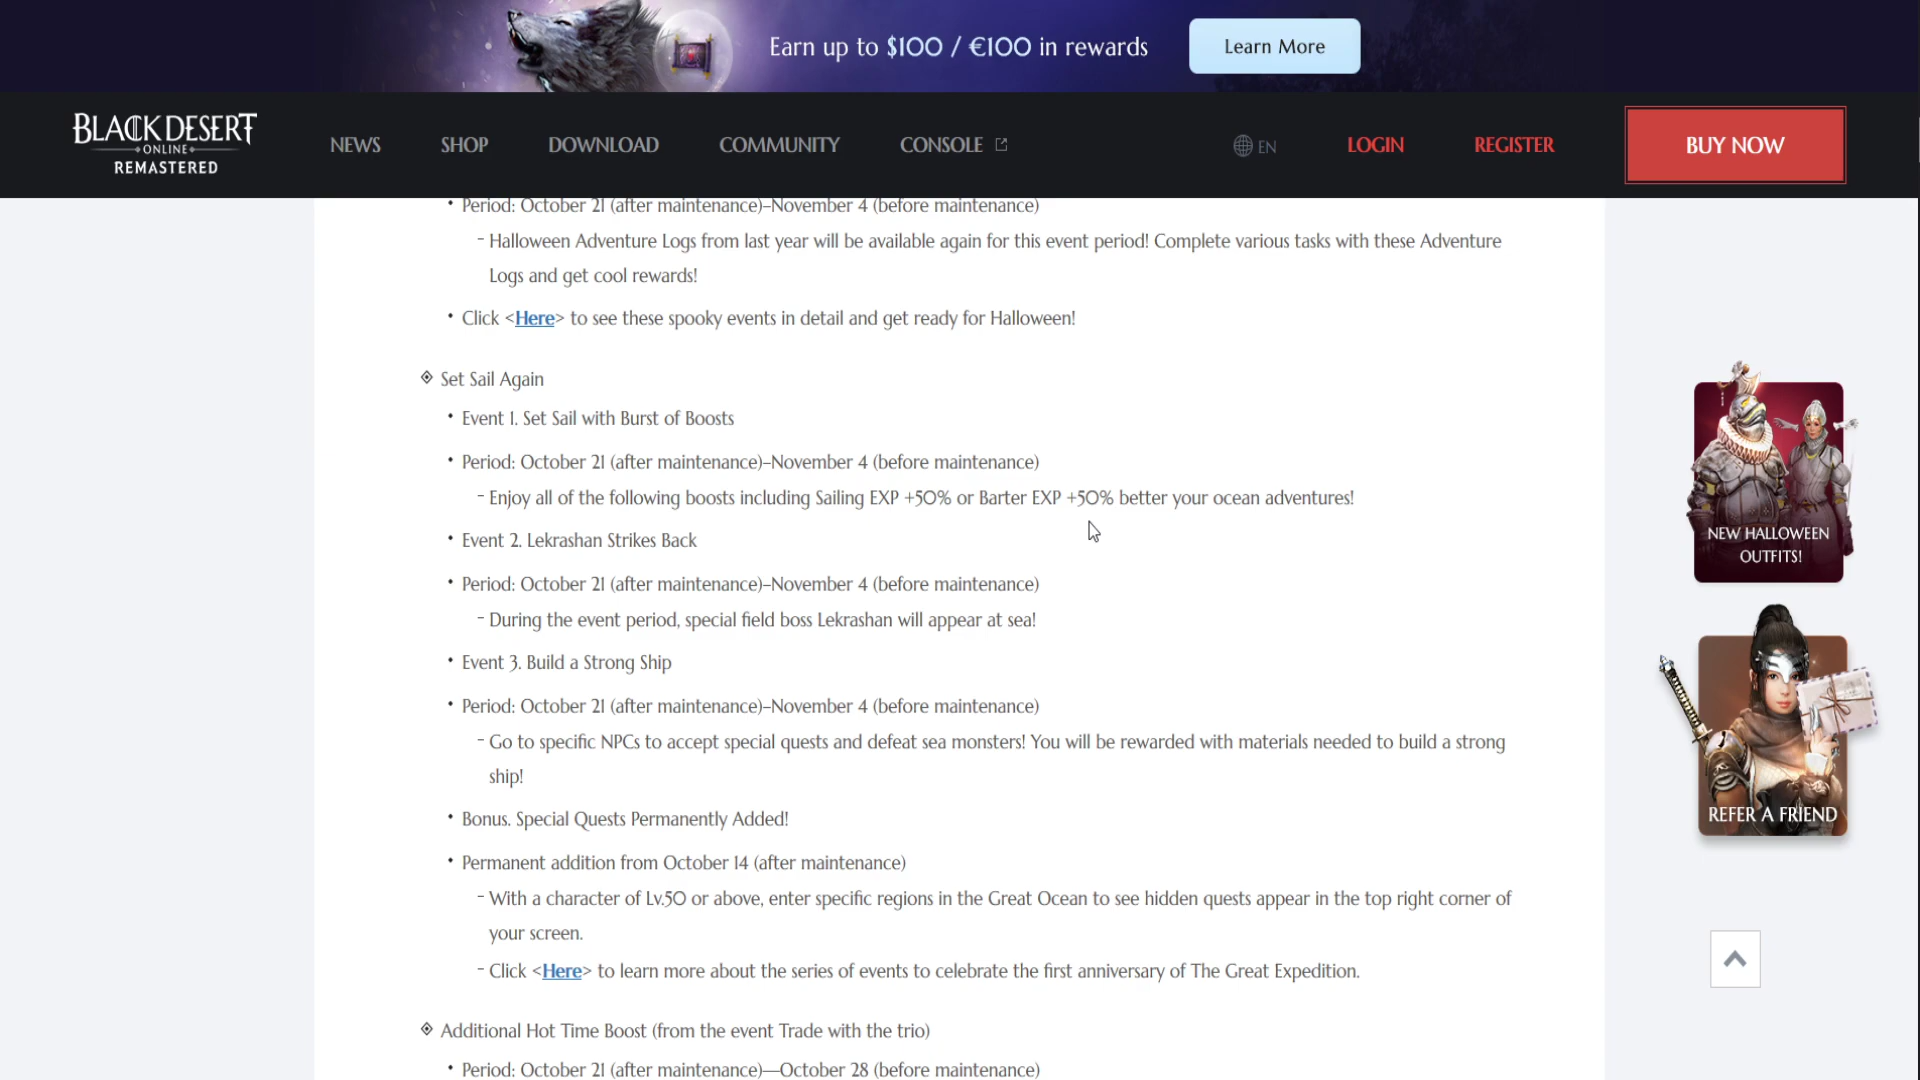 Earn up to $100 / €100 in rewards
Learn More
BLACK DESERT
ONLINE
REMASTERED
NEWS
SHOP
DOWNLOAD
COMMUNITY
CONSOLE
EN
LOGIN
REGISTER
BUY NOW
• Period: October 21 (after maintenance)–November 4 (before maintenance)
- Halloween Adventure Logs from last year will be available again for this event period! Complete various tasks with these Adventure
Logs and get cool rewards!
• Click <Here> to see these spooky events in detail and get ready for Halloween!
◈ Set Sail Again
• Event 1. Set Sail with Burst of Boosts
• Period: October 21 (after maintenance)–November 4 (before maintenance)
- Enjoy all of the following boosts including Sailing EXP +50% or Barter EXP +50% better your ocean adventures!
• Event 2. Lekrashan Strikes Back
• Period: October 21 (after maintenance)–November 4 (before maintenance)
- During the event period, special field boss Lekrashan will appear at sea!
• Event 3. Build a Strong Ship
• Period: October 21 (after maintenance)–November 4 (before maintenance)
- Go to specific NPCs to accept special quests and defeat sea monsters! You will be rewarded with materials needed to build a strong
ship!
• Bonus. Special Quests Permanently Added!
• Permanent addition from October 14 (after maintenance)
- With a character of Lv.50 or above, enter specific regions in the Great Ocean to see hidden quests appear in the top right corner of
your screen.
- Click <Here> to learn more about the series of events to celebrate the first anniversary of The Great Expedition.
◈ Additional Hot Time Boost (from the event Trade with the trio)
• Period: October 21 (after maintenance)—October 28 (before maintenance)
NEW HALLOWEEN
OUTFITS!
REFER A FRIEND